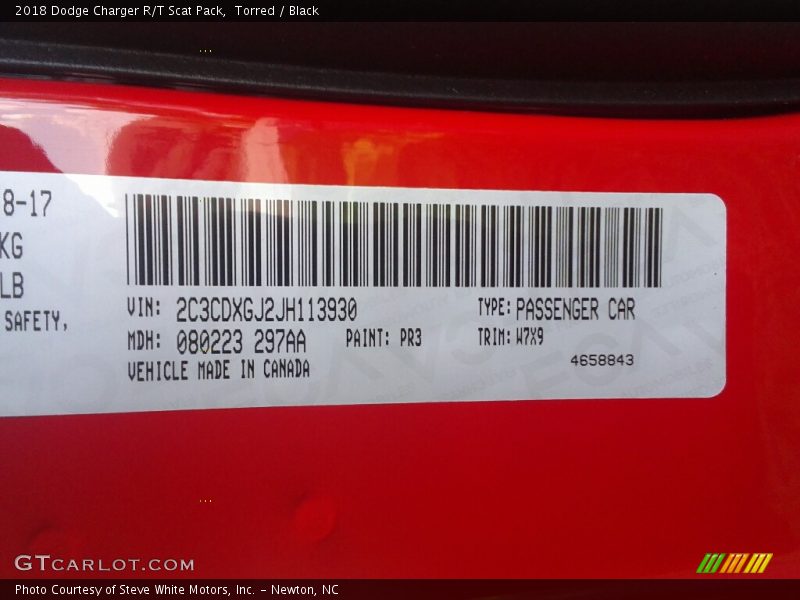 2018 Dodge Charger R/T Scat Pack, Torred / Black
8-17
KG
LB
SAFETY,
VIN: 2C3CDXGJ2JH113930
TYPE: PASSENGER CAR
MDH: 080223 297AA
PAINT: PR3
TRIM: W7X9
VEHICLE MADE IN CANADA
4658843
GTCARLOT.COM
Photo Courtesy of Steve White Motors, Inc. – Newton, NC